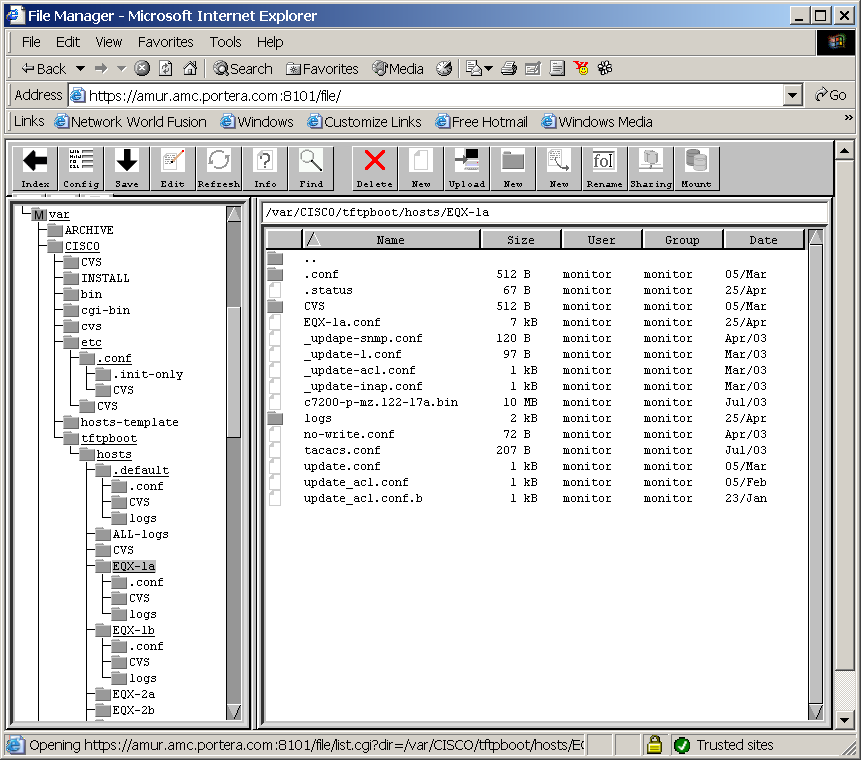 File Manager - Microsoft Internet Explorer
File Edit View Favorites Tools Help
Back Search Favorites Media
Address https://amur.amc.portera.com:8101/file/ Go
Links Network World Fusion Windows Customize Links Free Hotmail Windows Media »
Index Config Save Edit Refresh Info Find Delete New Upload New New Rename Sharing Mount
foI
M var
ARCHIVE
CISCO
CVS
INSTALL
bin
cgi-bin
cvs
etc
.conf
.init-only
CVS
CVS
hosts-template
tftpboot
hosts
.default
.conf
CVS
logs
ALL-logs
CVS
EQX-1a
.conf
CVS
logs
EQX-1b
.conf
CVS
logs
EQX-2a
EQX-2b
/var/CISCO/tftpboot/hosts/EQX-1a
Name Size User Group Date
..
.conf 512 B monitor monitor 05/Mar
.status 67 B monitor monitor 25/Apr
CVS 512 B monitor monitor 05/Mar
EQX-1a.conf 7 kB monitor monitor 25/Apr
_updape-snmp.conf 120 B monitor monitor Apr/03
_update-1.conf 97 B monitor monitor Mar/03
_update-acl.conf 1 kB monitor monitor Mar/03
_update-inap.conf 1 kB monitor monitor Mar/03
c7200-p-mz.122-17a.bin 10 MB monitor monitor Jul/03
logs 2 kB monitor monitor 25/Apr
no-write.conf 72 B monitor monitor Apr/03
tacacs.conf 207 B monitor monitor Jul/03
update.conf 1 kB monitor monitor 05/Mar
update_acl.conf 1 kB monitor monitor 05/Feb
update_acl.conf.b 1 kB monitor monitor 23/Jan
Opening https://amur.amc.portera.com:8101/file/list.cgi?dir=/var/CISCO/tftpboot/hosts/E Trusted sites